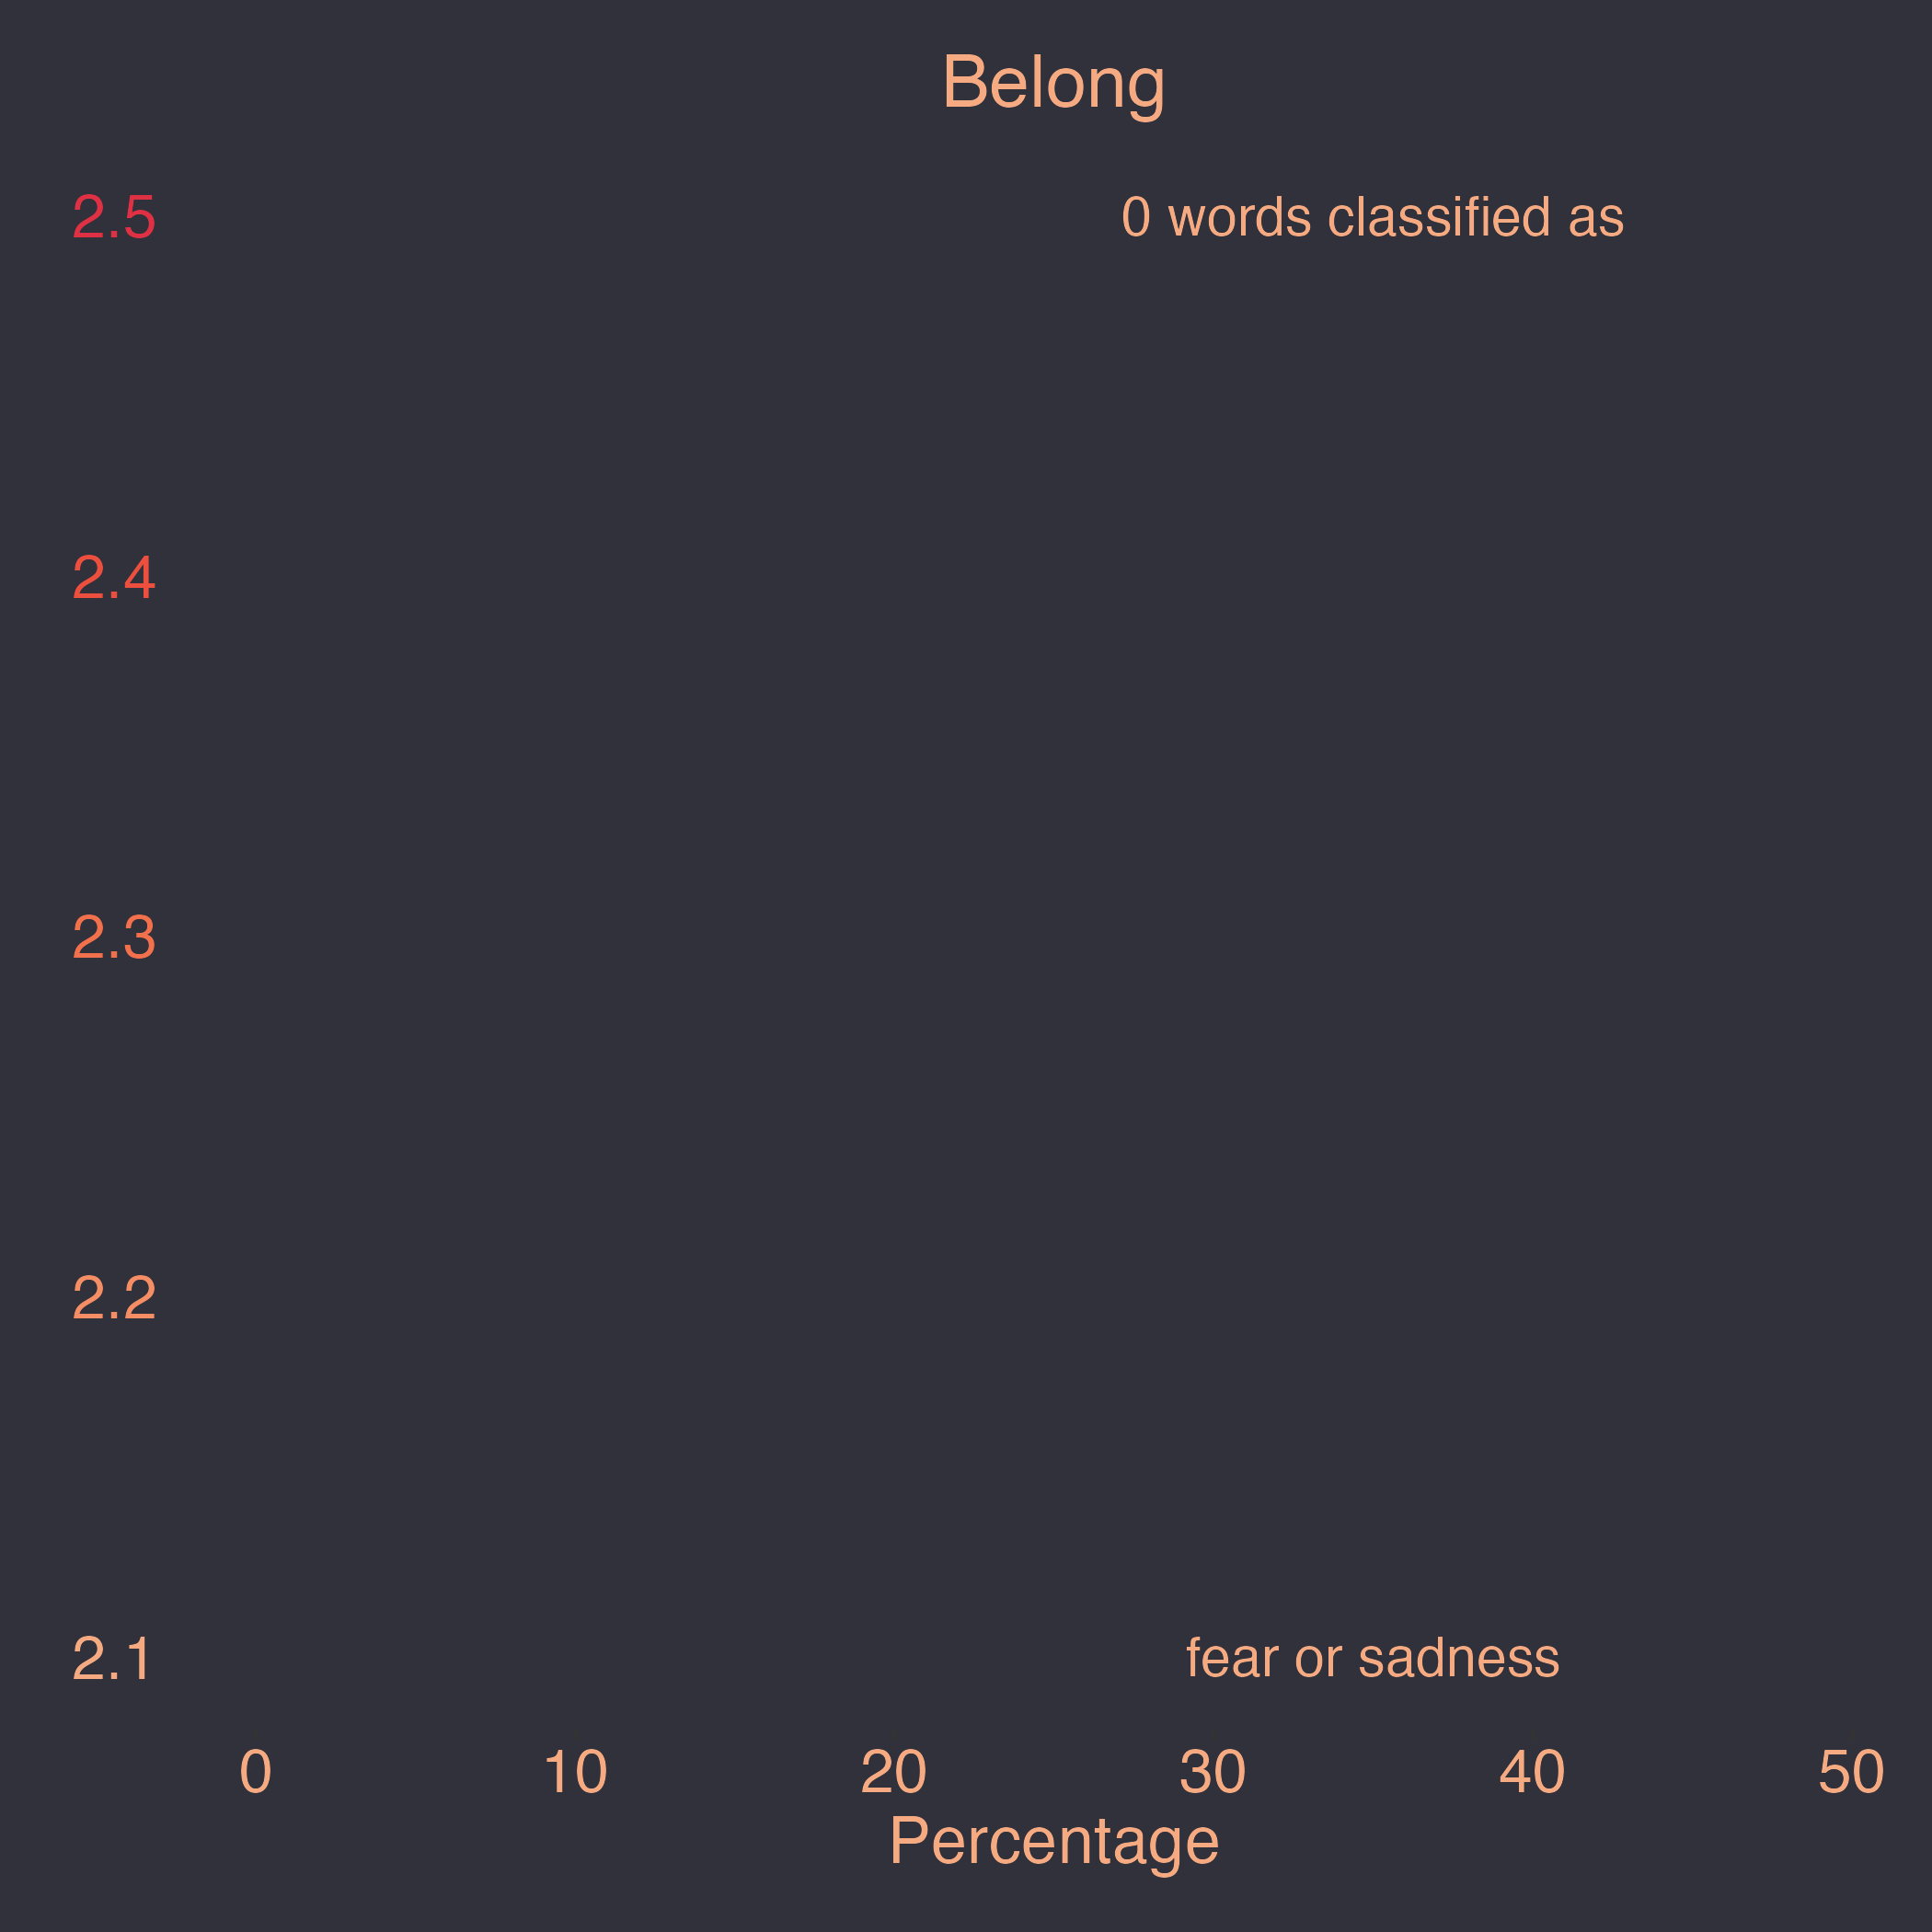 Belong
2.5
0 words classified as
2.4
2.3
2.2
2.1
fear or sadness
0 10 20 30 40 50
Percentage